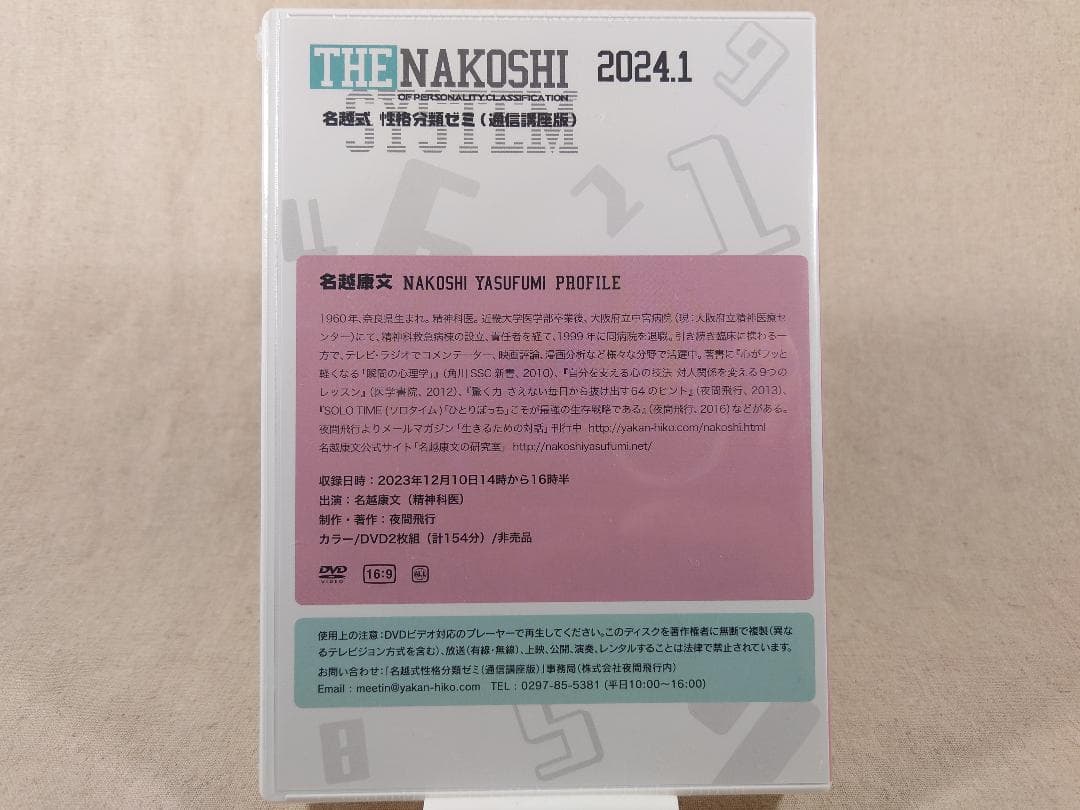 THE NAKOSHI 2024.1
OF PERSONALITY CLASSIFICATION
SYSTEM
名越式 性格分類ゼミ(通信講座版)
9
2
1
4
6
名越康文 NAKOSHI YASUFUMI PROFILE
1960年、奈良県生まれ。精神科医。近畿大学医学部卒業後、大阪府立中宮病院(現:大阪府立精神医療セ
ンター)にて、精神科救急病棟の設立、責任者を経て、1999年に同病院を退職。引き続き臨床に携わる一
方で、テレビ・ラジオでコメンテーター、映画評論、漫画分析など様々な分野で活躍中。著書に『心がフッと
軽くなる「瞬間の心理学」』(角川SSC新書、2010)、『自分を支える心の技法 対人関係を変える9つの
レッスン』(医学書院、2012)、『驚く力 さえない毎日から抜け出す64のヒント』(夜間飛行、2013)、
『SOLO TIME (ソロタイム)「ひとりぼっち」こそが最強の生存戦略である』(夜間飛行、2016)などがある。
夜間飛行よりメールマガジン「生きるための対話」刊行中 http://yakan-hiko.com/nakoshi.html
名越康文公式サイト「名越康文の研究室」 http://nakoshiyasufumi.net/
収録日時:2023年12月10日14時から16時半
出演:名越康文(精神科医)
制作・著作:夜間飛行
カラー/DVD2枚組(計154分)/非売品
DVD VIDEO 16:9 ALL
使用上の注意:DVDビデオ対応のプレーヤーで再生してください。このディスクを著作権者に無断で複製(異な
るテレビジョン方式を含む)、放送(有線・無線)、上映、公開、演奏、レンタルすることは法律で禁止されています。
お問い合わせ:「名越式性格分類ゼミ(通信講座版)」事務局(株式会社夜間飛行内)
Email : meetin@yakan-hiko.com TEL : 0297-85-5381 (平日10:00〜16:00)
8
5
7